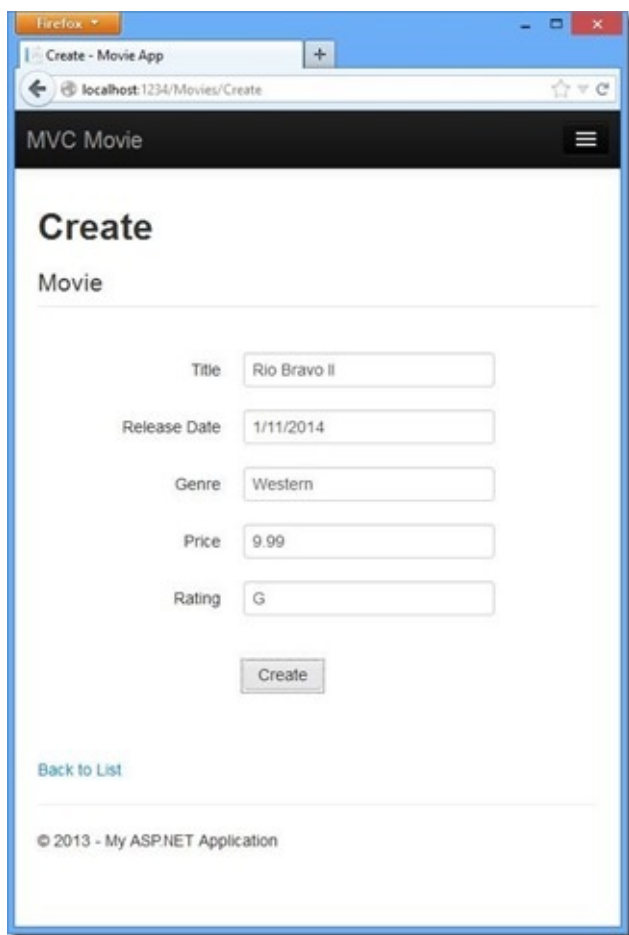 Firefox
Create - Movie App
localhost:1234/Movies/Create
MVC Movie
Create
Movie
Title Rio Bravo II
Release Date 1/11/2014
Genre Western
Price 9.99
Rating G
Create
Back to List
© 2013 - My ASP.NET Application